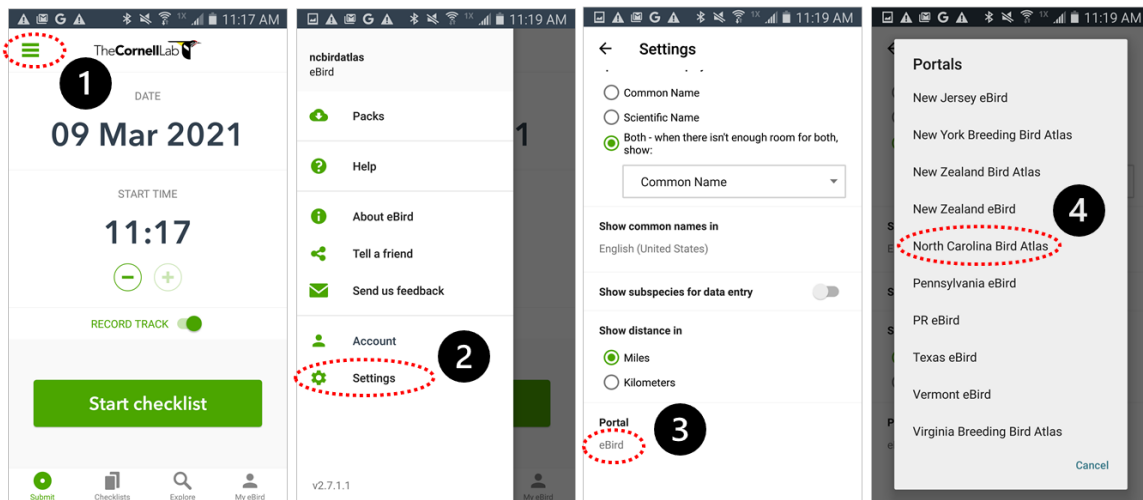 11:17 AM
TheCornellLab
1
DATE
09 Mar 2021
START TIME
11:17
RECORD TRACK
Start checklist
Submit
Checklists
Explore
My eBird
11:19 AM
ncbirdatlas
eBird
Packs
1
Help
About eBird
Tell a friend
Send us feedback
Account
2
Settings
v2.7.1.1
My eBird
11:19 AM
Settings
Common Name
Scientific Name
Both - when there isn't enough room for both,
show:
Common Name
Show common names in
English (United States)
Show subspecies for data entry
Show distance in
Miles
Kilometers
Portal
eBird
3
11:19 AM
Portals
New Jersey eBird
New York Breeding Bird Atlas
New Zealand Bird Atlas
New Zealand eBird
4
North Carolina Bird Atlas
Pennsylvania eBird
PR eBird
Texas eBird
Vermont eBird
Virginia Breeding Bird Atlas
Cancel